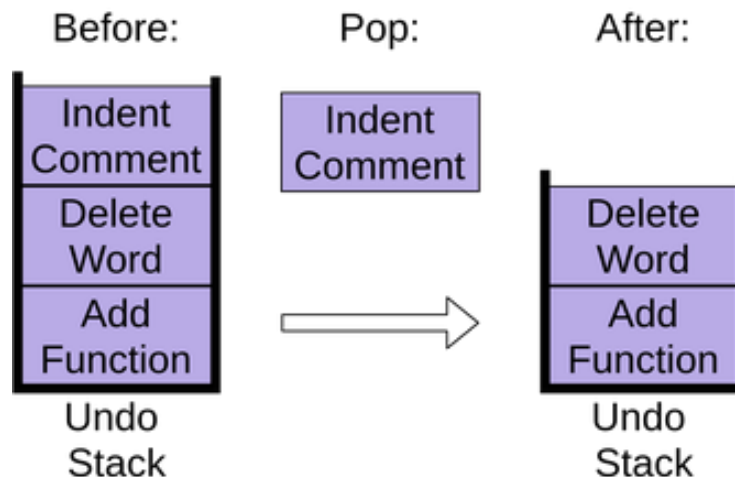 Before:
Indent
Comment
Delete
Word
Add
Function
Undo
Stack
Pop:
Indent
Comment
After:
Delete
Word
Add
Function
Undo
Stack